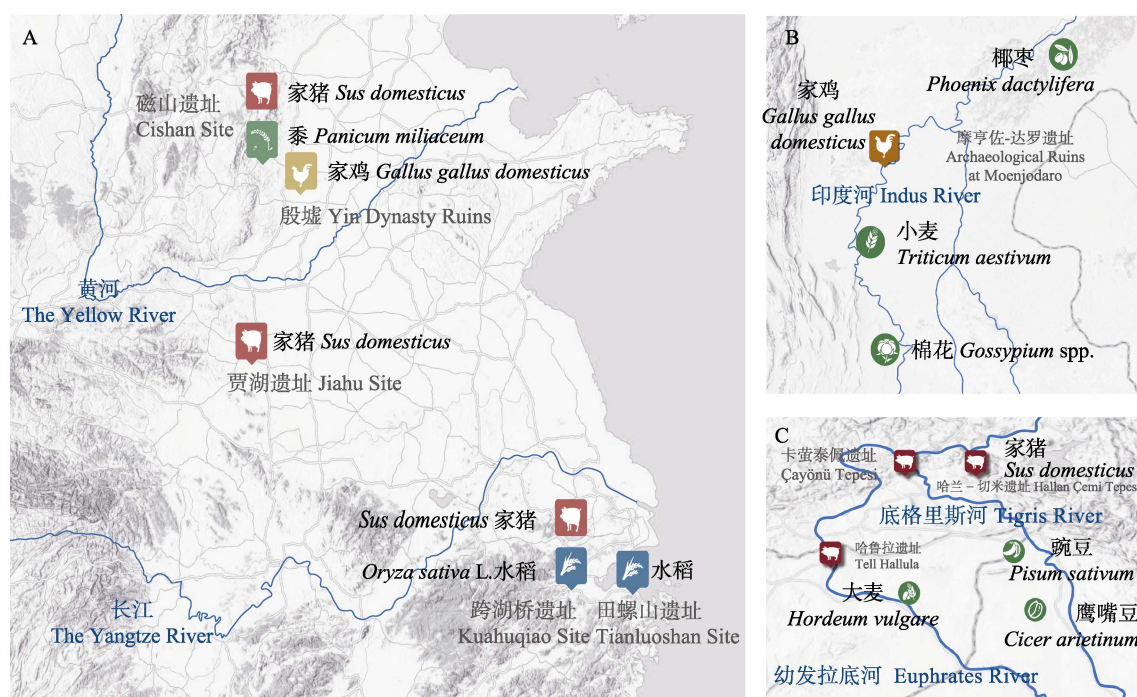 A
家猪 Sus domesticus
磁山遗址
Cishan Site
黍 Panicum miliaceum
家鸡 Gallus gallus domesticus
殷墟 Yin Dynasty Ruins
黄河
The Yellow River
家猪 Sus domesticus
贾湖遗址 Jiahu Site
Sus domesticus 家猪
Oryza sativa L.水稻
水稻
跨湖桥遗址
Kuahuqiao Site
田螺山遗址
Tianluoshan Site
长江
The Yangtze River
B
椰枣
Phoenix dactylifera
家鸡
Gallus gallus
domesticus
摩亨佐-达罗遗址
Archaeological Ruins
at Moenjodaro
印度河 Indus River
小麦
Triticum aestivum
棉花 Gossypium spp.
C
卡萤泰佩遗址
Çayönü Tepesi
家猪
Sus domesticus
哈兰 – 切米遗址 Hallan Çemi Tepes
底格里斯河 Tigris River
哈鲁拉遗址
Tell Hallula
豌豆
Pisum sativum
大麦
Hordeum vulgare
鹰嘴豆
Cicer arietinum
幼发拉底河 Euphrates River